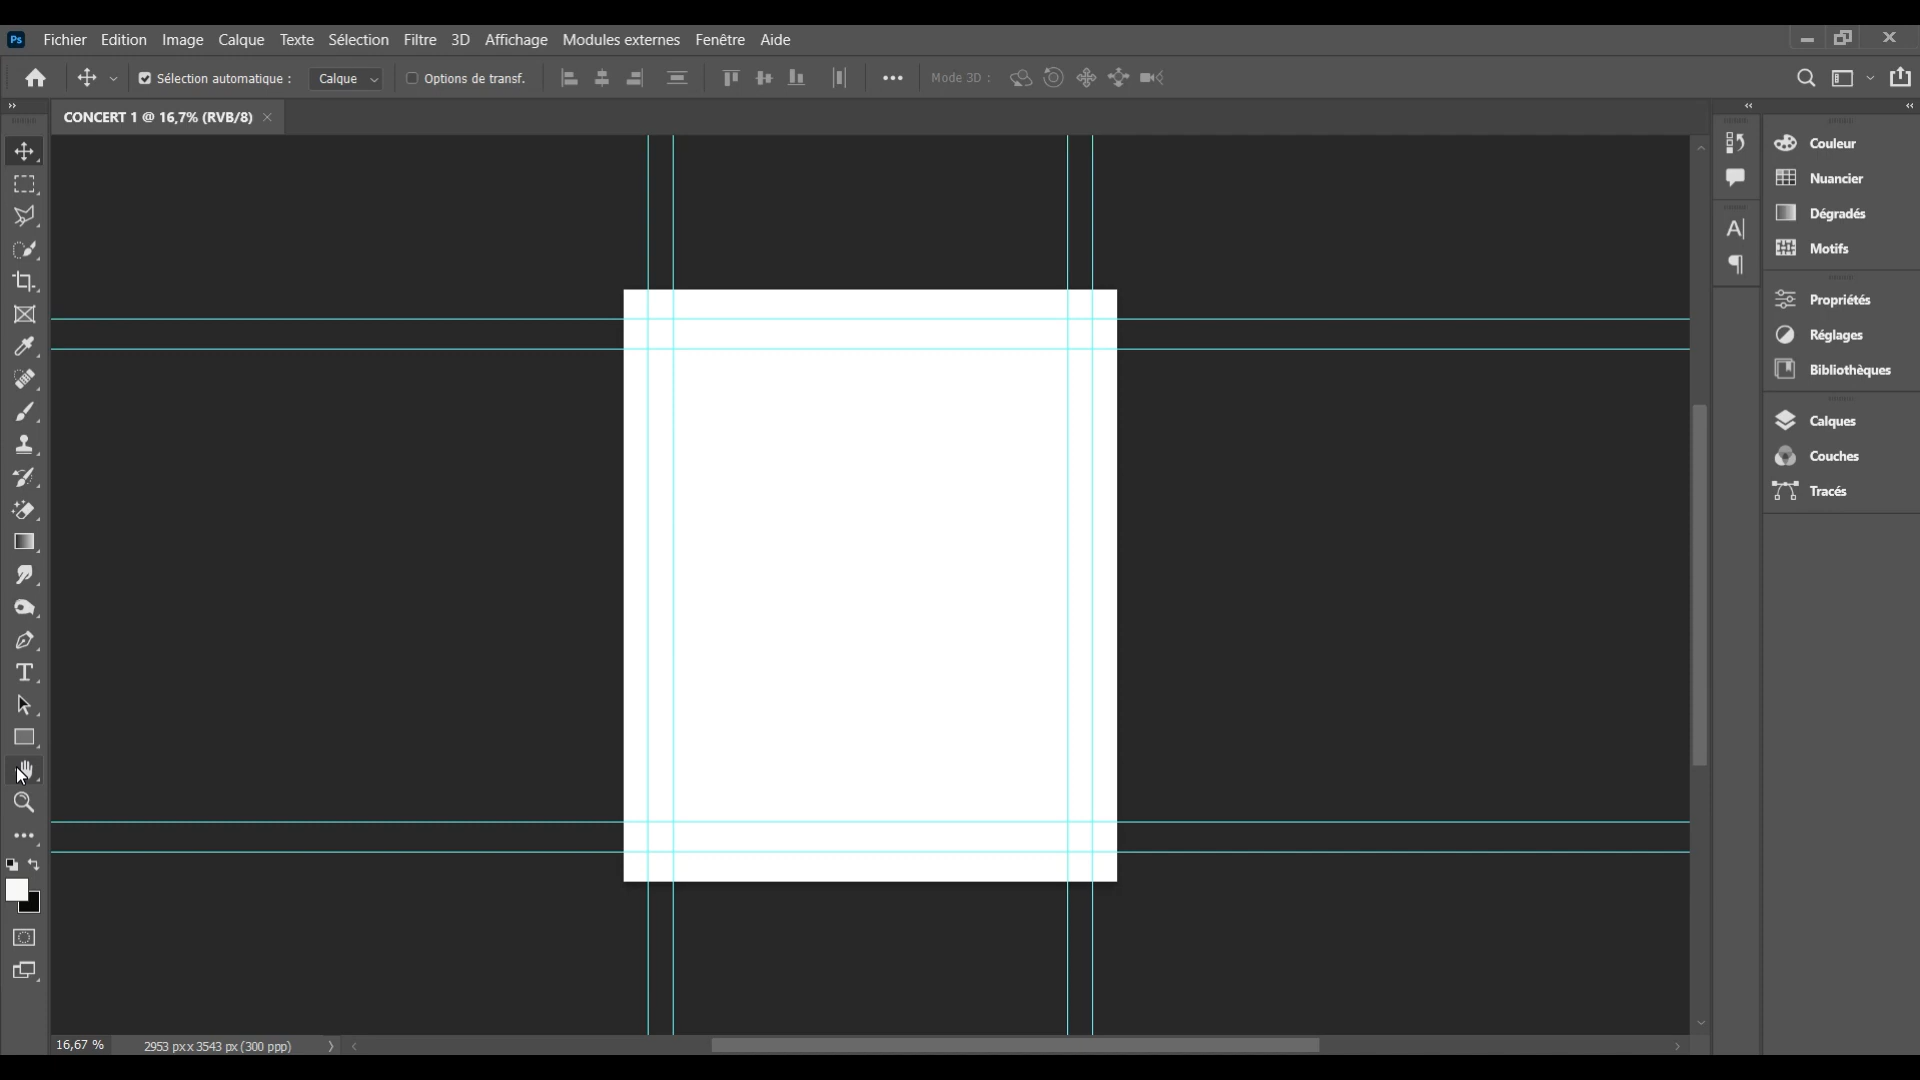 Ps Fichier Edition Image Calque Texte Sélection Filtre 3D Affichage Modules externes Fenêtre Aide
Sélection automatique : Calque Options de transf. Mode 3D :
CONCERT 1 @ 16,7% (RVB/8)
Couleur
Nuancier
Dégradés
Motifs
Propriétés
Réglages
Bibliothèques
Calques
Couches
Tracés
16,67 % 2953 px x 3543 px (300 ppp)